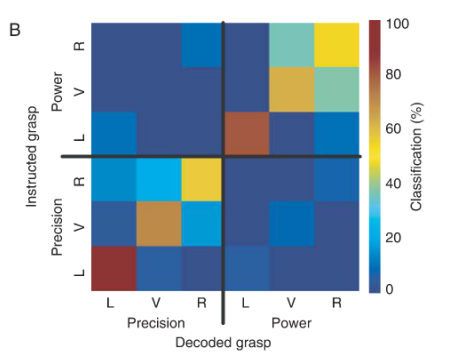 B
Instructed grasp
Power
R
V
L
Precision
R
V
L
L V R L V R
Precision Power
Decoded grasp
100
80
60
40
20
0
Classification (%)